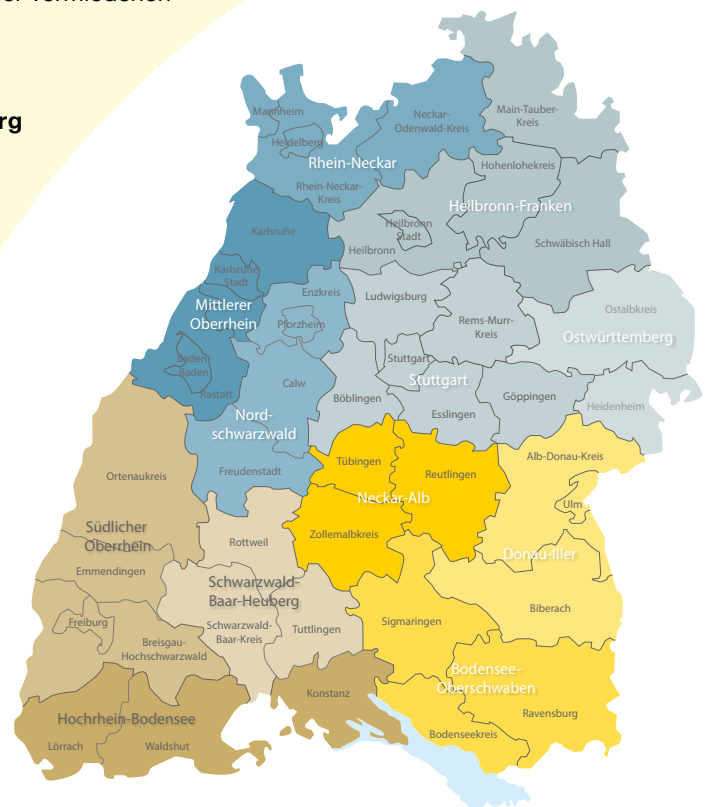 rg
Main-Tauber-
Kreis
Mannheim
Neckar-
Odenwald-Kreis
Heidelberg
Rhein-Neckar
Hohenlohekreis
Rhein-Neckar-
Kreis
Heilbronn-Franken
Karlsruhe
Heilbronn
Stadt
Heilbronn
Schwäbisch Hall
Karlsruhe
Stadt
Enzkreis
Ludwigsburg
Mittlerer
Oberrhein
Pforzheim
Rems-Murr-
Kreis
Ostalbkreis
Ostwürttemberg
Baden
Baden
Stuttgart
Stuttgart
Rastatt
Calw
Böblingen
Göppingen
Heidenheim
Nord-
schwarzwald
Esslingen
Ortenaukreis
Freudenstadt
Tübingen
Reutlingen
Alb-Donau-Kreis
Neckar-Alb
Ulm
Südlicher
Oberrhein
Rottweil
Zollernalbkreis
Donau-Iller
Emmendingen
Schwarzwald-
Baar-Heuberg
Biberach
Freiburg
Schwarzwald-
Baar-Kreis
Tuttlingen
Sigmaringen
Breisgau-
Hochschwarzwald
Bodensee-
Oberschwaben
Konstanz
Ravensburg
Hochrhein-Bodensee
Bodenseekreis
Lörrach
Waldshut